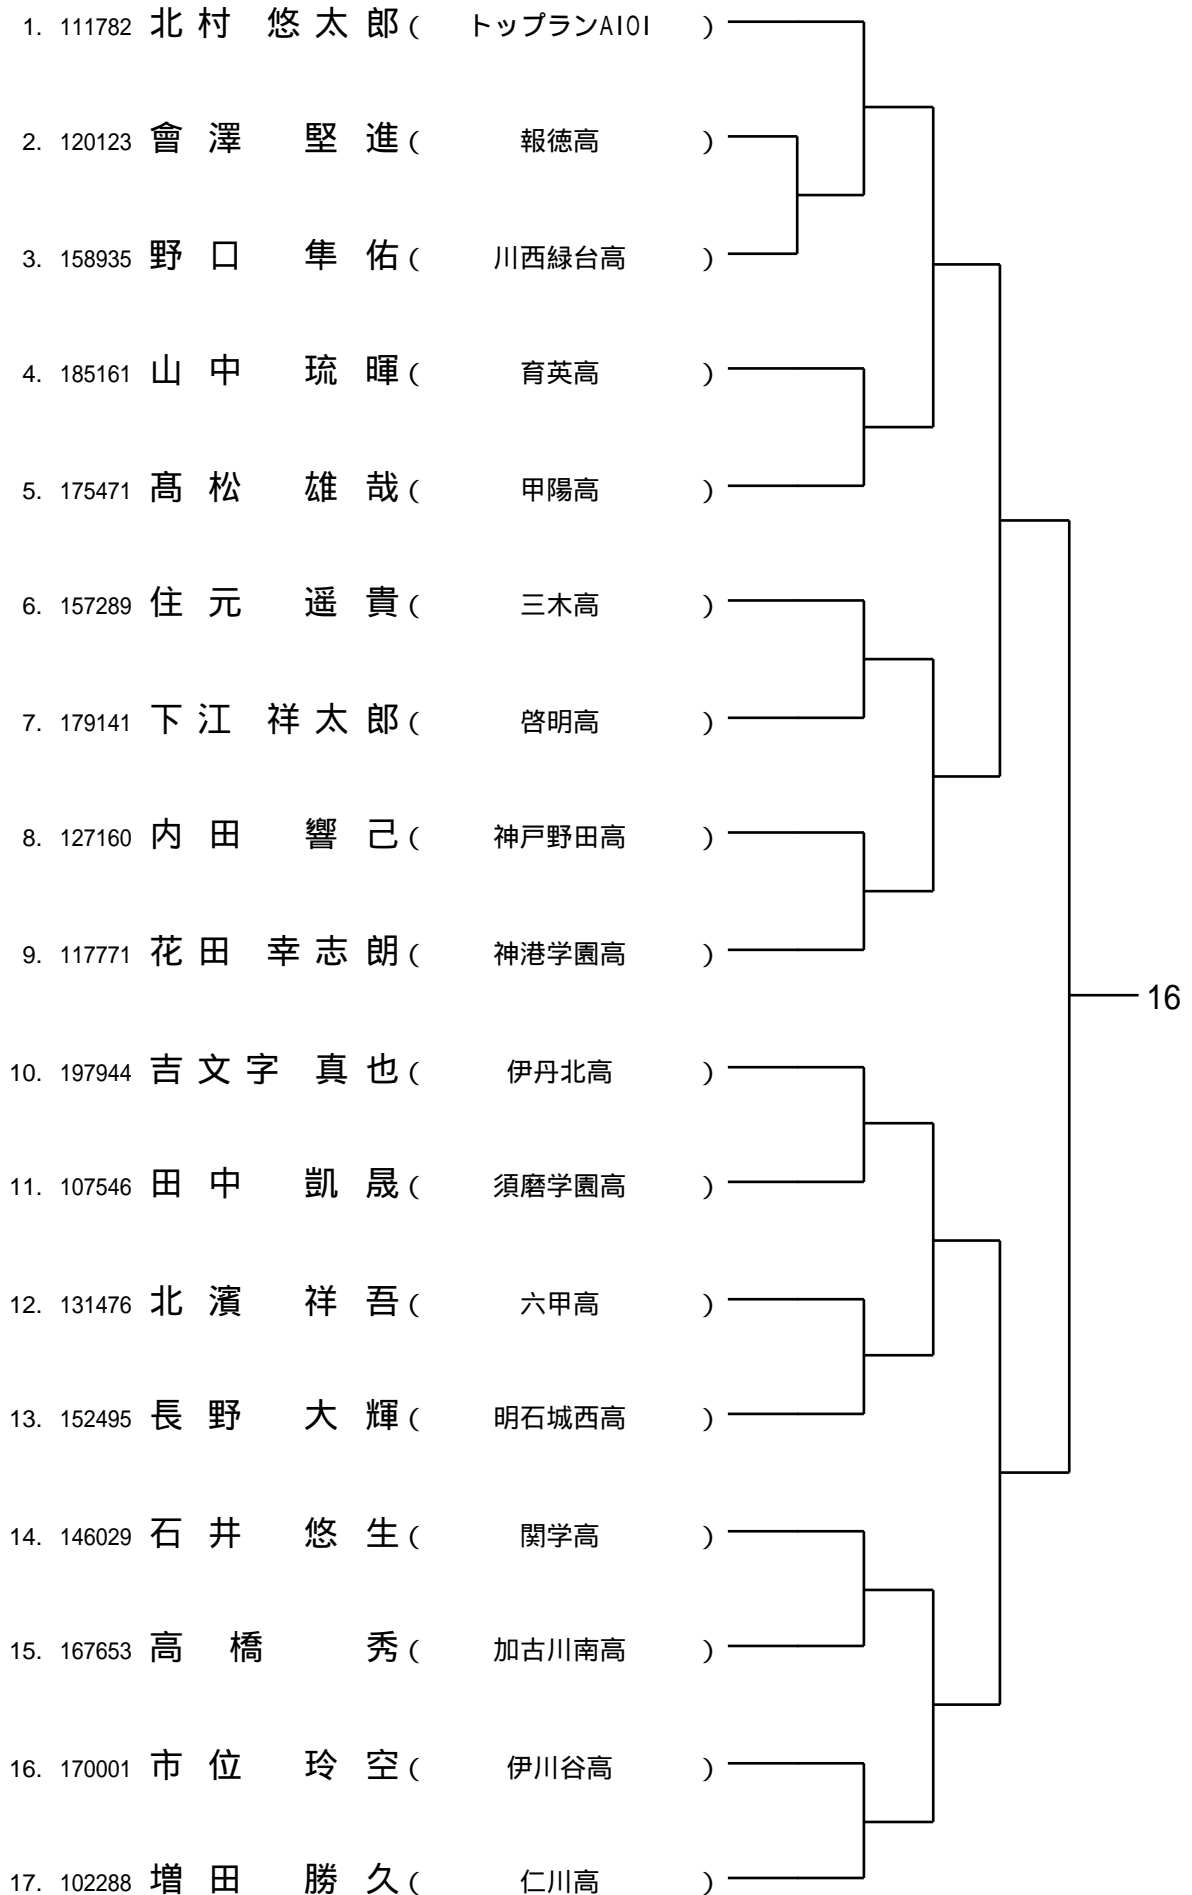 1. 111782 北村 悠太郎 ( トップランAIOI )
2. 120123 會澤 堅進 ( 報徳高 )
3. 158935 野口 隼佑 ( 川西緑台高 )
4. 185161 山中 琉暉 ( 育英高 )
5. 175471 髙松 雄哉 ( 甲陽高 )
6. 157289 住元 遥貴 ( 三木高 )
7. 179141 下江 祥太郎 ( 啓明高 )
8. 127160 内田 響己 ( 神戸野田高 )
9. 117771 花田 幸志朗 ( 神港学園高 )
16
10. 197944 吉文字 真也 ( 伊丹北高 )
11. 107546 田中 凱晟 ( 須磨学園高 )
12. 131476 北濱 祥吾 ( 六甲高 )
13. 152495 長野 大輝 ( 明石城西高 )
14. 146029 石井 悠生 ( 関学高 )
15. 167653 高橋 秀 ( 加古川南高 )
16. 170001 市位 玲空 ( 伊川谷高 )
17. 102288 増田 勝久 ( 仁川高 )